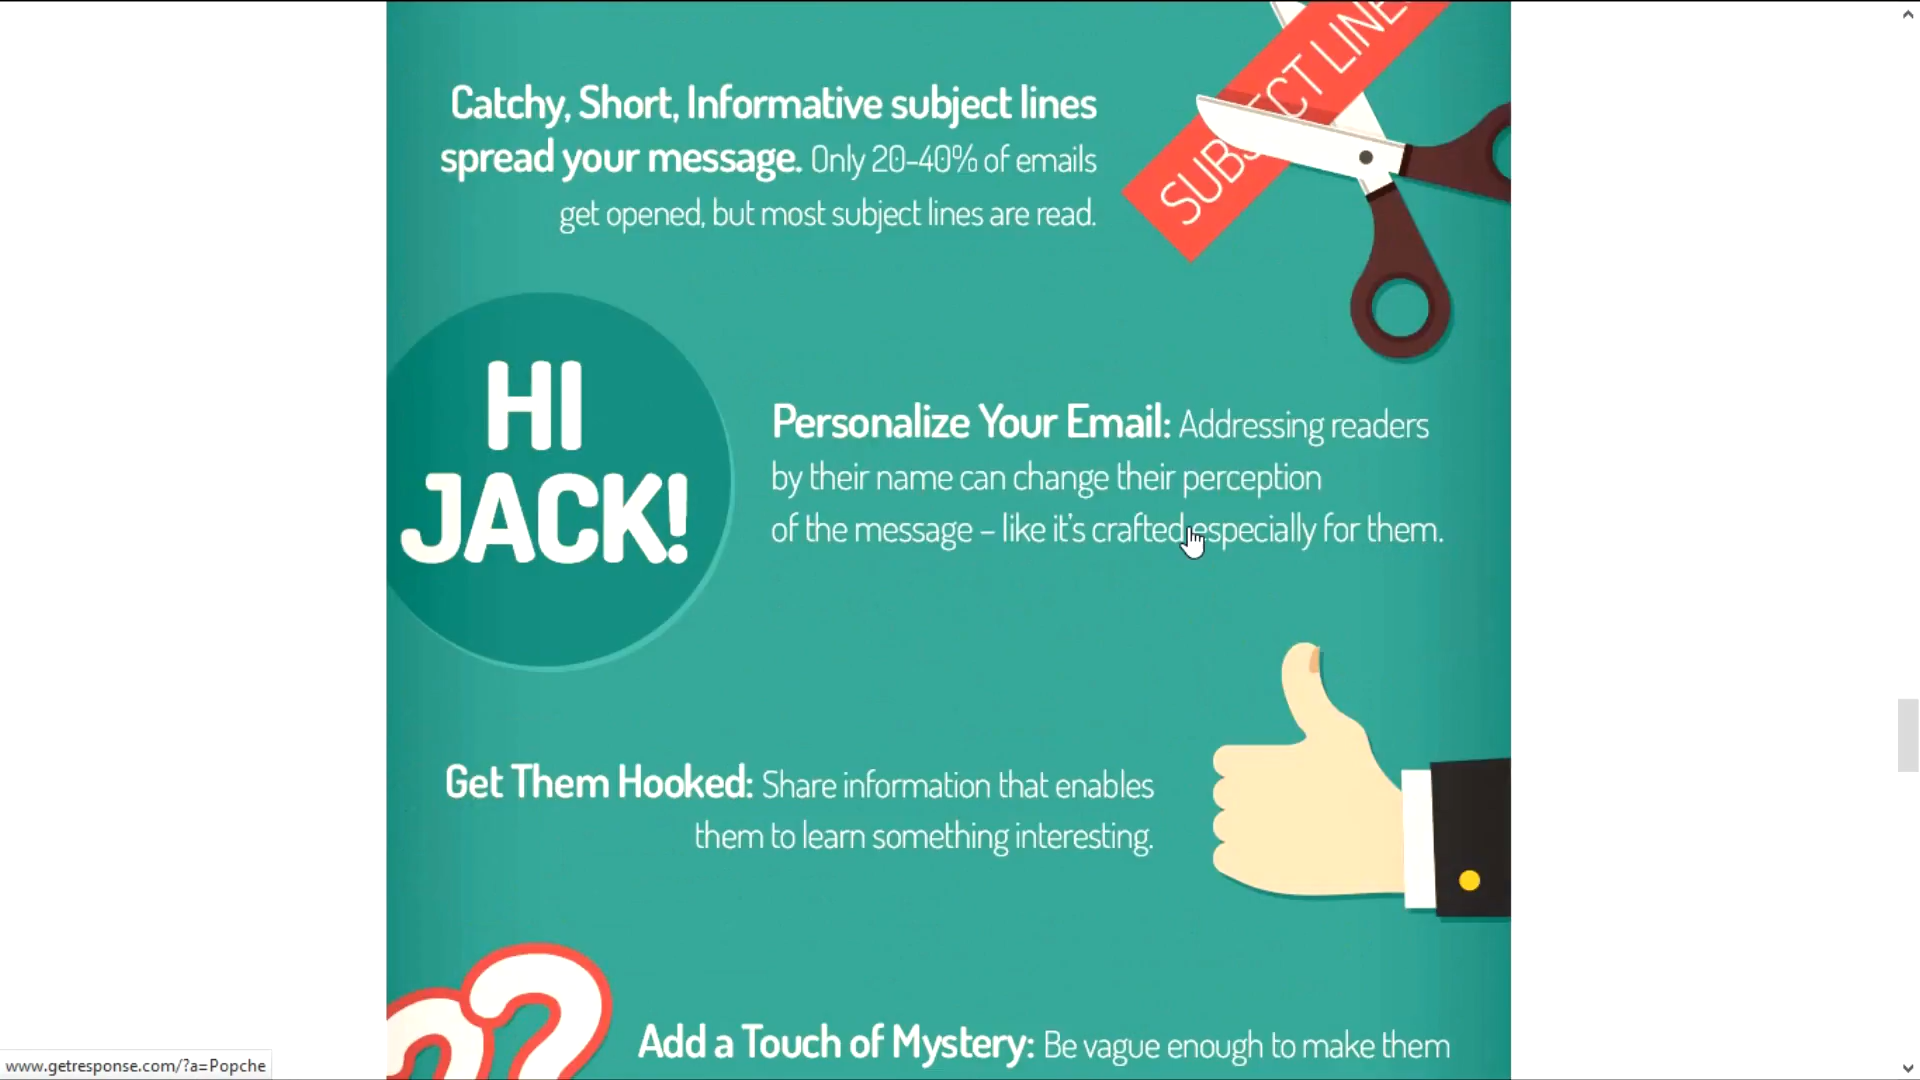 SUBJECT LINE
Catchy, Short, Informative subject lines
spread your message. Only 20-40% of emails
get opened, but most subject lines are read.
HI
JACK!
Personalize Your Email: Addressing readers
by their name can change their perception
of the message – like it's crafted especially for them.
Get Them Hooked: Share information that enables
them to learn something interesting.
Add a Touch of Mystery: Be vague enough to make them
www.getresponse.com/?a=Popche